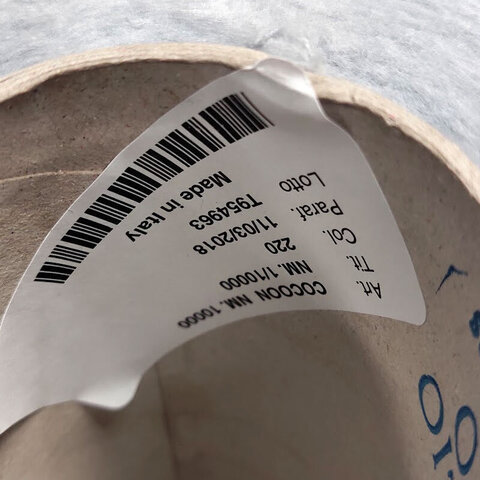 Art. COCOON NM. 10000
Tit. NM. 1/10000
Col. 220
Paraf. 11/03/2018
Lotto T954963
Made in Italy